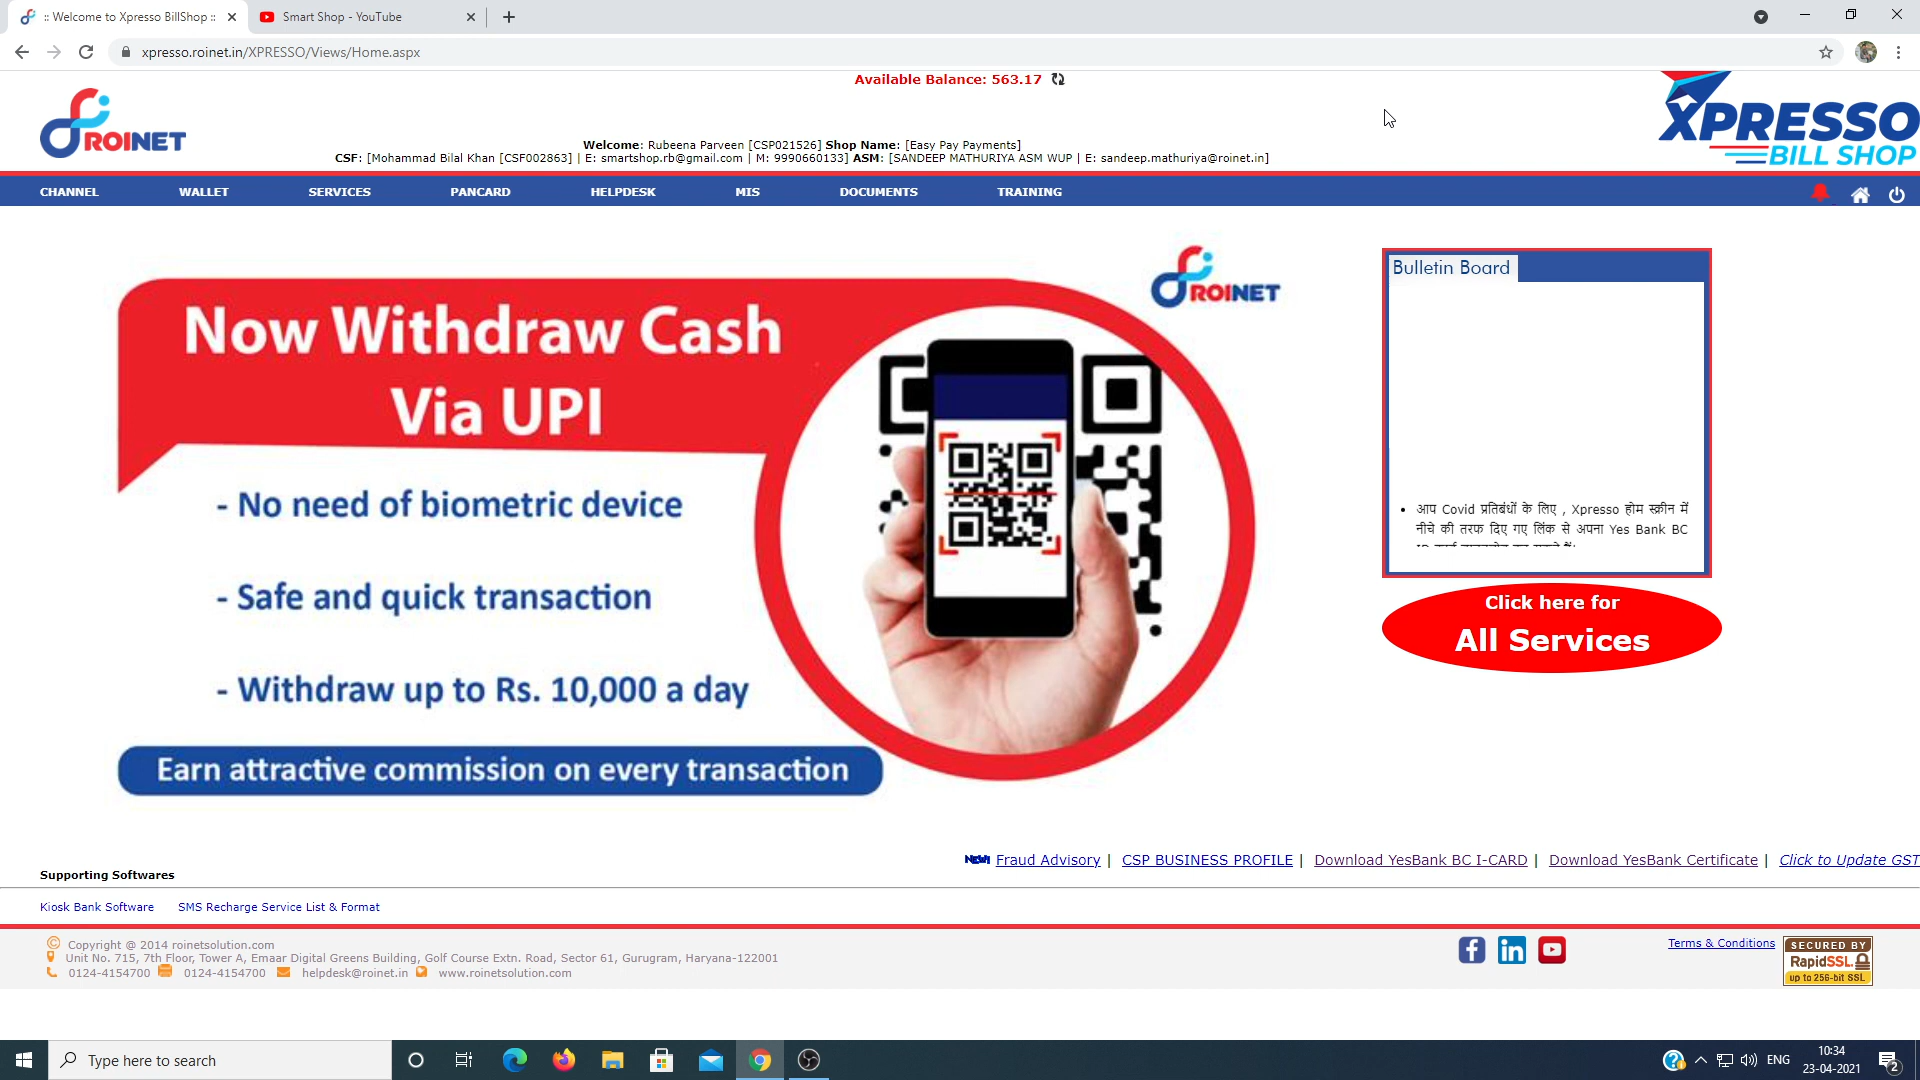 :: Welcome to Xpresso BillShop ::
Smart Shop - YouTube
xpresso.roinet.in/XPRESSO/Views/Home.aspx
Available Balance: 563.17
ROINET
XPRESSO
BILL SHOP
Welcome: Rubeena Parveen [CSP021526] Shop Name: [Easy Pay Payments]
CSF: [Mohammad Bilal Khan [CSF002863] | E: smartshop.rb@gmail.com | M: 9990660133] ASM: [SANDEEP MATHURIYA ASM WUP | E: sandeep.mathuriya@roinet.in]
CHANNEL WALLET SERVICES PANCARD HELPDESK MIS DOCUMENTS TRAINING
ROINET
Now Withdraw Cash
Via UPI
- No need of biometric device
- Safe and quick transaction
- Withdraw up to Rs. 10,000 a day
Earn attractive commission on every transaction
Bulletin Board
• आप Covid प्रतिबंधों के लिए , Xpresso होम स्क्रीन में
नीचे की तरफ दिए गए लिंक से अपना Yes Bank BC
Click here for
All Services
NEW! Fraud Advisory | CSP BUSINESS PROFILE | Download YesBank BC I-CARD | Download YesBank Certificate | Click to Update GST
Supporting Softwares
Kiosk Bank Software SMS Recharge Service List & Format
Copyright @ 2014 roinetsolution.com
Unit No. 715, 7th Floor, Tower A, Emaar Digital Greens Building, Golf Course Extn. Road, Sector 61, Gurugram, Haryana-122001
0124-4154700 0124-4154700 helpdesk@roinet.in www.roinetsolution.com
Terms & Conditions
SECURED BY
RapidSSL
up to 256-bit SSL
Type here to search
ENG
10:34
23-04-2021
2